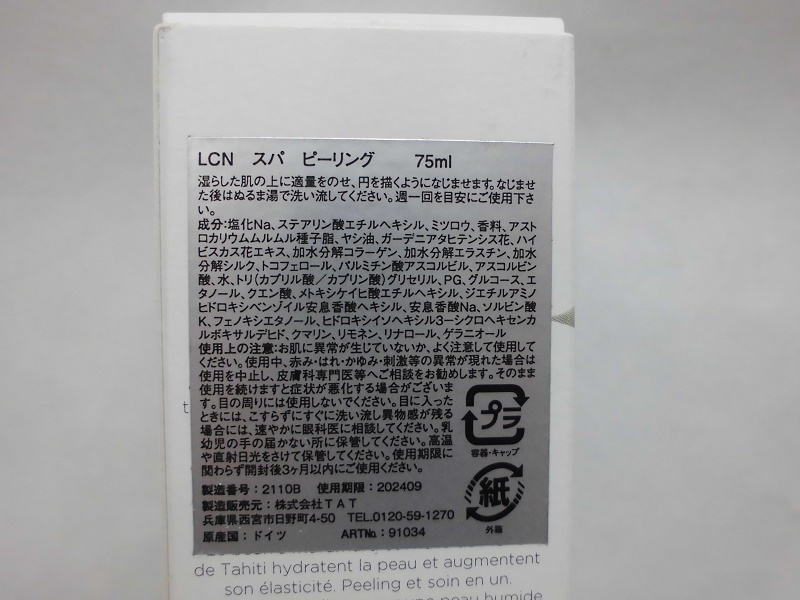 LCN スパ ピーリング 75ml
湿らした肌の上に適量をのせ、円を描くようになじませます。なじませ
た後はぬるま湯で洗い流してください。週一回を目安にご使用下さ
い。
成分:塩化Na、ステアリン酸エチルヘキシル、ミツロウ、香料、アスト
ロカリウムムルムル種子脂、ヤシ油、ガーデニアタヒテンシス花、ハイ
ビスカス花エキス、加水分解コラーゲン、加水分解エラスチン、加水
分解シルク、トコフェロール、パルミチン酸アスコルビル、アスコルビン
酸、水、トリ(カプリル酸/カプリン酸)グリセリル、PG、グルコース、エ
タノール、クエン酸、メトキシケイヒ酸エチルヘキシル、ジエチルアミノ
ヒドロキシベンゾイル安息香酸ヘキシル、安息香酸Na、ソルビン酸
K、フェノキシエタノール、ヒドロキシイソヘキシル3-シクロヘキセンカ
ルボキサルデヒド、クマリン、リモネン、リナロール、ゲラニオール
使用上の注意:お肌に異常が生じていないか、よく注意して使用して
ください。使用中、赤み・はれ・かゆみ・刺激等の異常が現れた場合は
使用を中止し、皮膚科専門医等へご相談をお勧めします。そのまま
使用を続けますと症状が悪化する場合がございま
す。目の周りには使用しないでください。目に入った
ときには、こすらずにすぐに洗い流し異物感が残る
場合には、速やかに眼科医に相談してください。乳
幼児の手の届かない所に保管してください。高温
や直射日光をさけて保管してください。使用期限に
関わらず開封後3ヶ月以内にご使用ください。
プラ
容器・キャップ
紙
外箱
製造番号:2110B 使用期限:202409
製造販売元:株式会社TAT
兵庫県西宮市日野町4-50 TEL.0120-59-1270
原産国:ドイツ ARTNo: 91034
de Tahiti hydratent la peau et augmentent
son élasticité. Peeling et soin en un.
peau humide